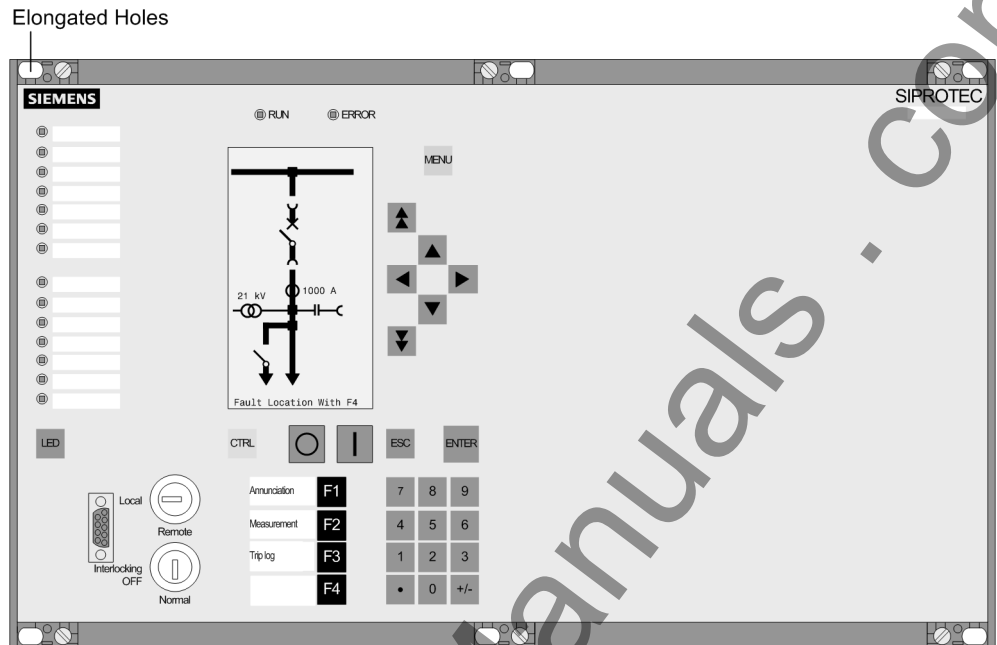 Elongated Holes
SIEMENS
SIPROTEC
RUN
ERROR
MENU
21 kV
1000 A
Fault Location With F4
LED
CTRL
ESC
ENTER
Local
Remote
Interlocking
OFF
Normal
Annunciation F1
Measurement F2
Trip log F3
F4
7 8 9
4 5 6
1 2 3
• 0 +/-
anuals.co